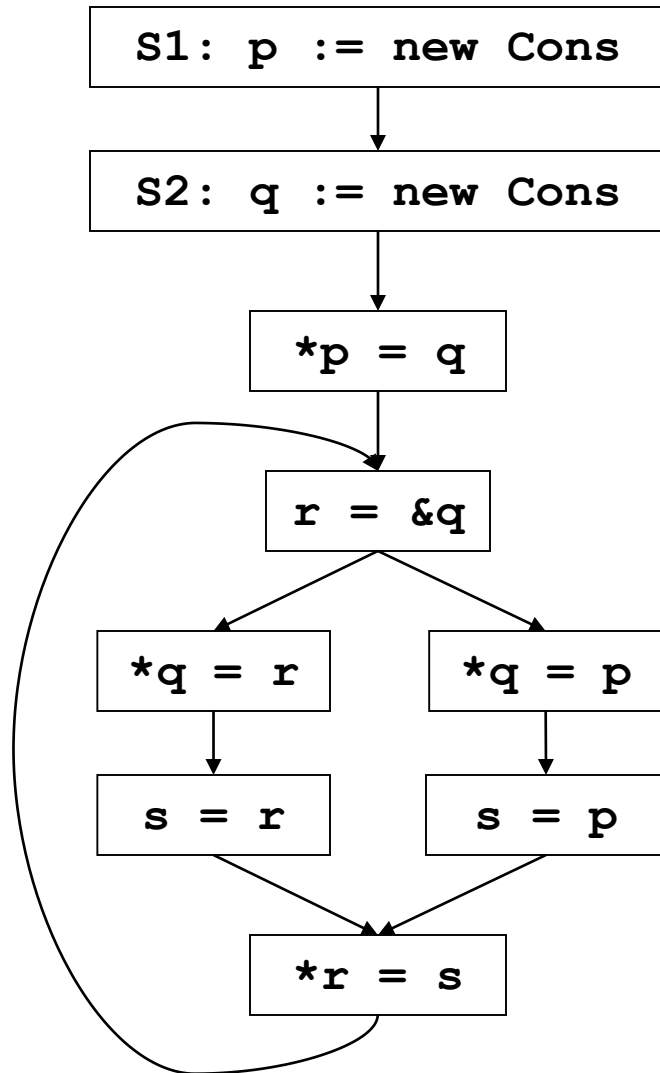 S1: p := new Cons
S2: q := new Cons
*p = q
r = &q
*q = r
*q = p
s = r
s = p
*r = s